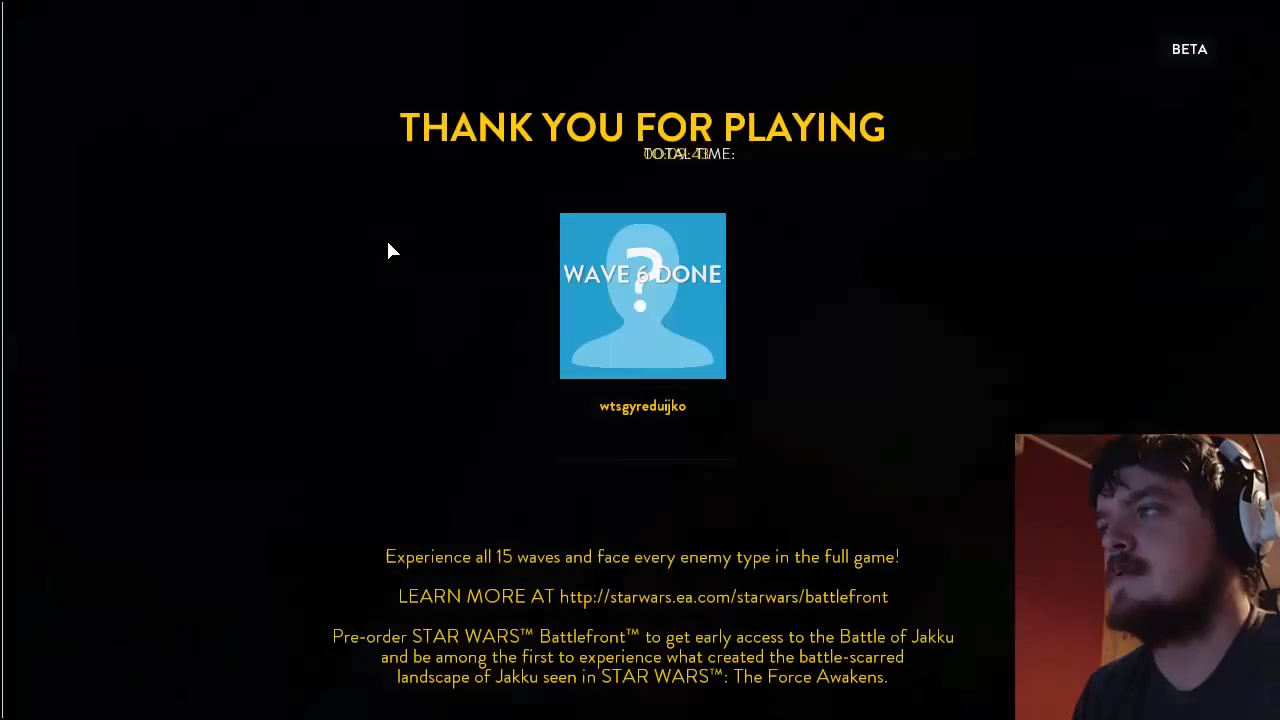 BETA
THANK YOU FOR PLAYING
TOTAL TIME:
WAVE 6 DONE
?
wtsgyreduijko
Experience all 15 waves and face every enemy type in the full game!
LEARN MORE AT http://starwars.ea.com/starwars/battlefront
Pre-order STAR WARS™ Battlefront™ to get early access to the Battle of Jakku
and be among the first to experience what created the battle-scarred
landscape of Jakku seen in STAR WARS™: The Force Awakens.